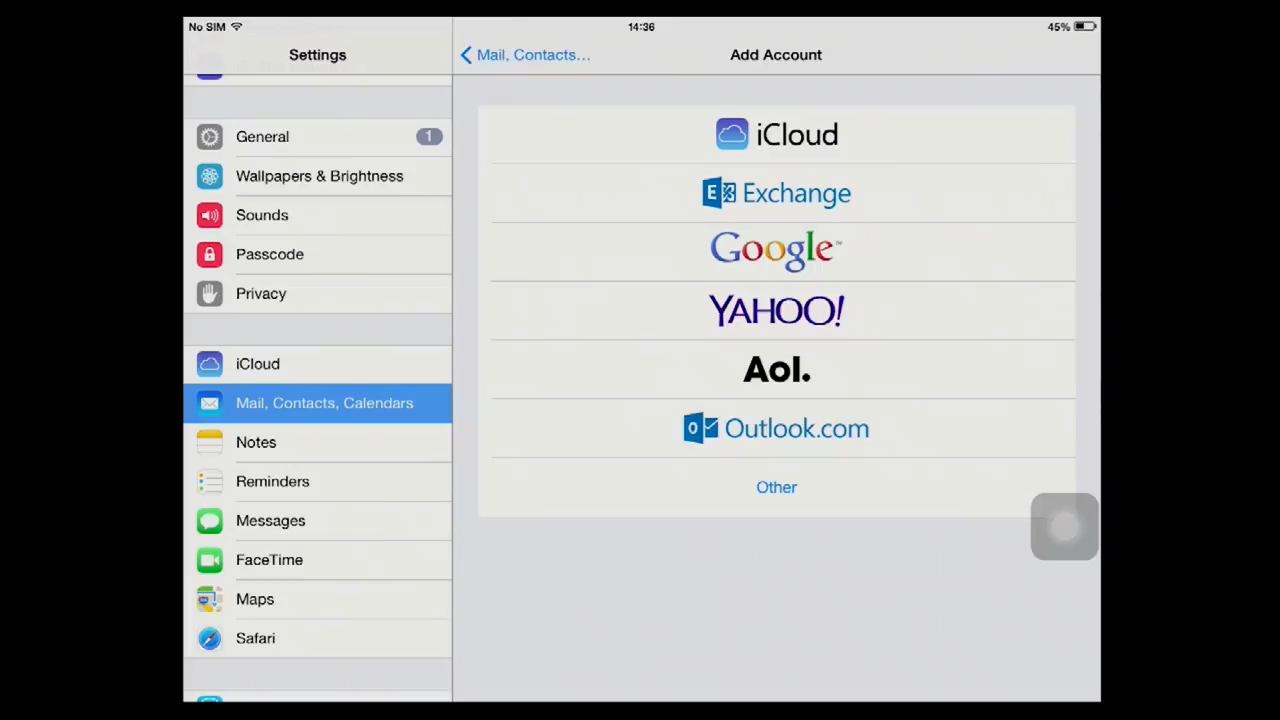 No SIM
14:36
45%
Settings
Mail, Contacts...
Add Account
General
1
Wallpapers & Brightness
Sounds
Passcode
Privacy
iCloud
Mail, Contacts, Calendars
Notes
Reminders
Messages
FaceTime
Maps
Safari
iCloud
E Exchange
Google™
YAHOO!
Aol.
O Outlook.com
Other